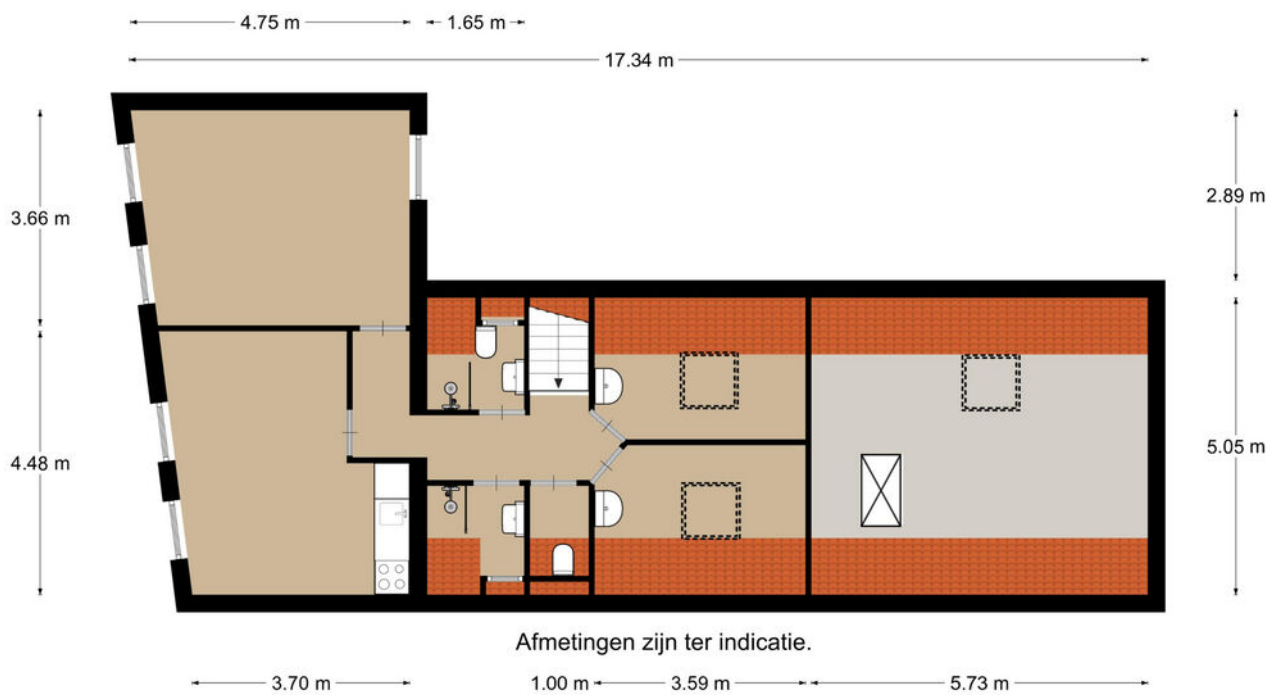 4.75 m
1.65 m
17.34 m
3.66 m
2.89 m
4.48 m
5.05 m
Afmetingen zijn ter indicatie.
3.70 m
1.00 m
3.59 m
5.73 m